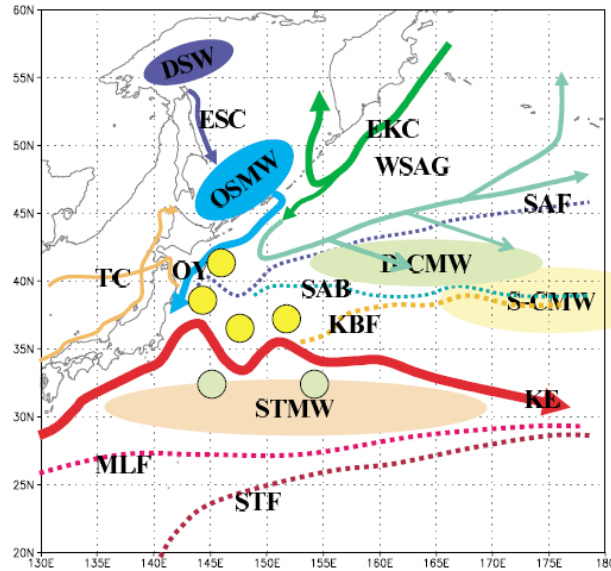 60N
55N
50N
45N
40N
35N
30N
25N
20N
DSW
ESC
EKC
OSMW
WSAG
SAF
TC
OY
D-CMW
SAB
S-CMW
KBF
KE
STMW
MLF
STF
130E 135E 140E 145E 150E 155E 160E 165E 170E 175E